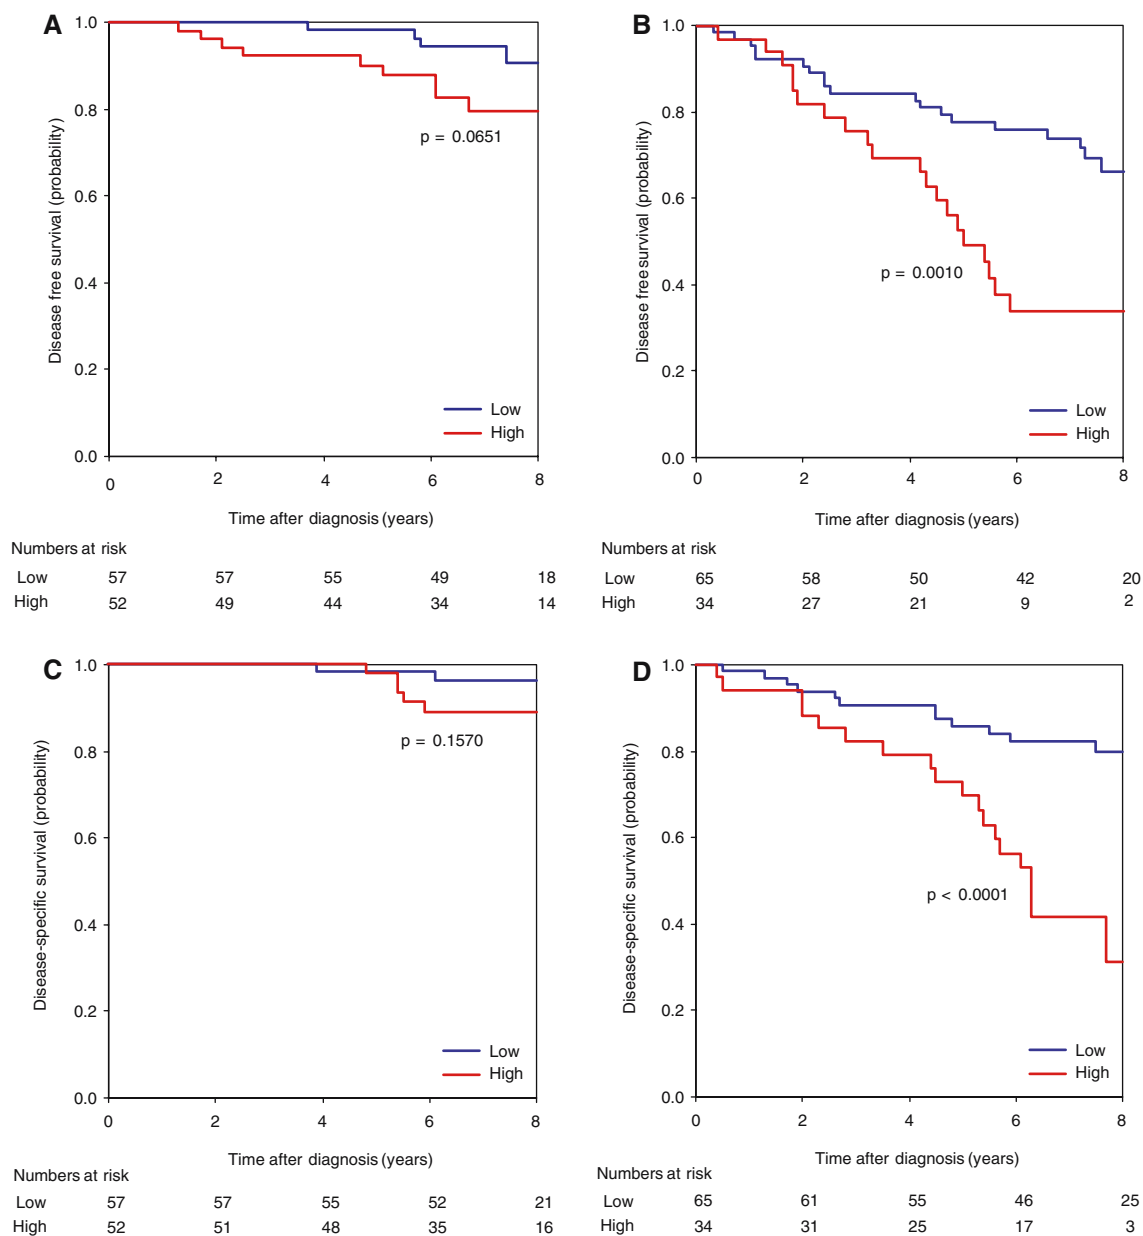 A
1.0
0.8
0.6
0.4
0.2
0.0
Disease free survival (probability)
p = 0.0651
Low
High
0 2 4 6 8
Time after diagnosis (years)
Numbers at risk
Low 57 57 55 49 18
High 52 49 44 34 14
B
1.0
0.8
0.6
0.4
0.2
0.0
Disease free survival (probability)
p = 0.0010
Low
High
0 2 4 6 8
Time after diagnosis (years)
Numbers at risk
Low 65 58 50 42 20
High 34 27 21 9 2
C
1.0
0.8
0.6
0.4
0.2
0.0
Disease-specific survival (probability)
p = 0.1570
Low
High
0 2 4 6 8
Time after diagnosis (years)
Numbers at risk
Low 57 57 55 52 21
High 52 51 48 35 16
D
1.0
0.8
0.6
0.4
0.2
0.0
Disease-specific survival (probability)
p < 0.0001
Low
High
0 2 4 6 8
Time after diagnosis (years)
Numbers at risk
Low 65 61 55 46 25
High 34 31 25 17 3